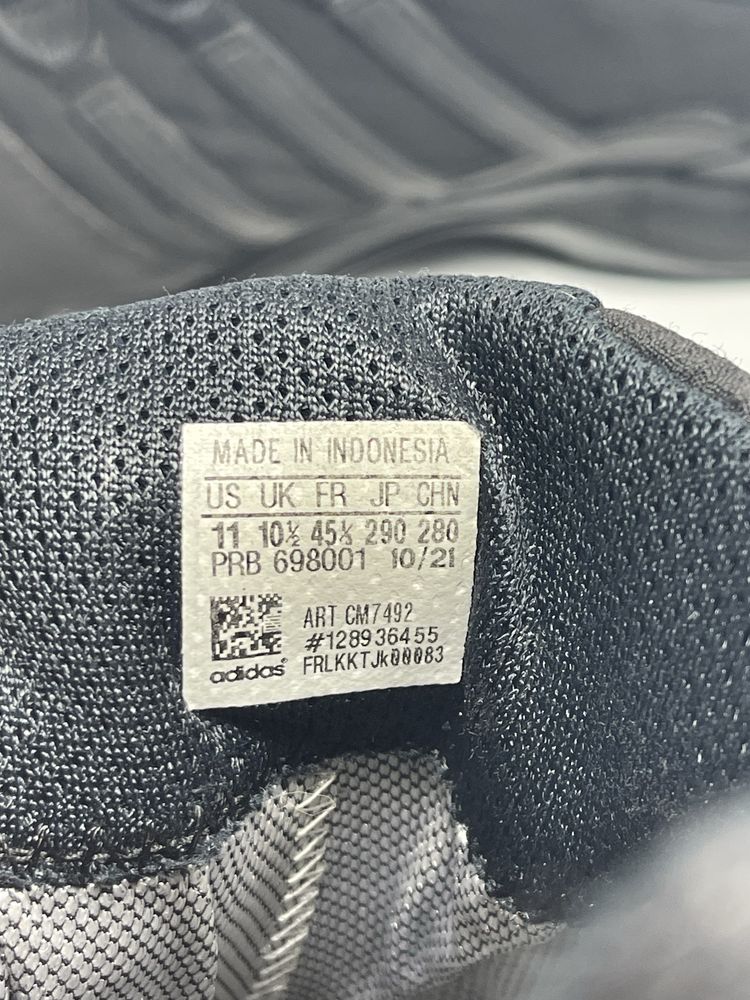 MADE IN INDONESIA
US UK FR JP CHN
11 10½ 45⅓ 290 280
PRB 698001 10/21
ART CM7492
#128936455
FRLKKTJk00083
adidas®